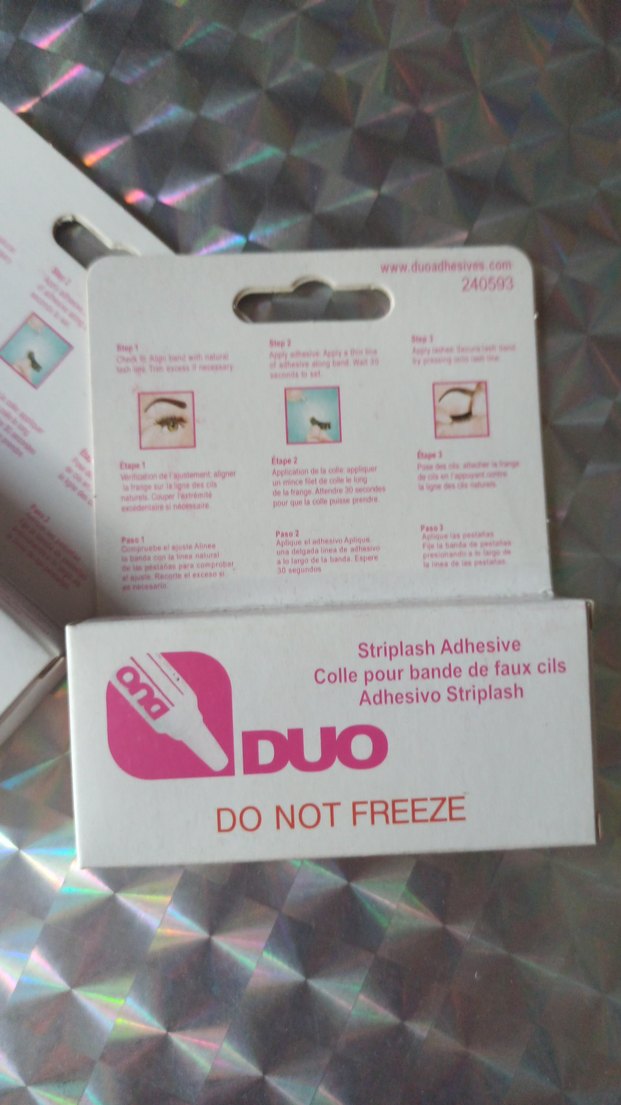 www.duoadhesives.com
240593
Step 1
Check fit. Align band with natural
lash line. Trim excess if necessary.
Step 2
Apply adhesive. Apply a thin line
of adhesive along band. Wait 30
seconds to set.
Step 3
Apply lashes. Secure lash band
by pressing onto lash line.
Étape 1
Vérification de l'ajustement, aligner
la frange sur la ligne des cils
naturels. Couper l'extrémité
excédentaire si nécessaire.
Étape 2
Application de la colle: appliquer
un mince filet de colle le long
de la frange. Attendre 30 secondes
pour que la colle puisse prendre.
Étape 3
Pose des cils: attacher la frange
de cils en l'appuyant contre
la ligne des cils naturels.
Paso 1
Compruebe el ajuste Alinee
la banda con la línea natural
de las pestañas para comprobar
el ajuste. Recorte el exceso si
es necesario.
Paso 2
Aplique el adhesivo Aplique
una delgada línea de adhesivo
a lo largo de la banda. Espere
30 segundos
Paso 3
Aplique las pestañas
Fije la banda de pestañas
presionando a lo largo de
la línea de las pestañas.
Striplash Adhesive
Colle pour bande de faux cils
Adhesivo Striplash
DUO
DUO
DO NOT FREEZE